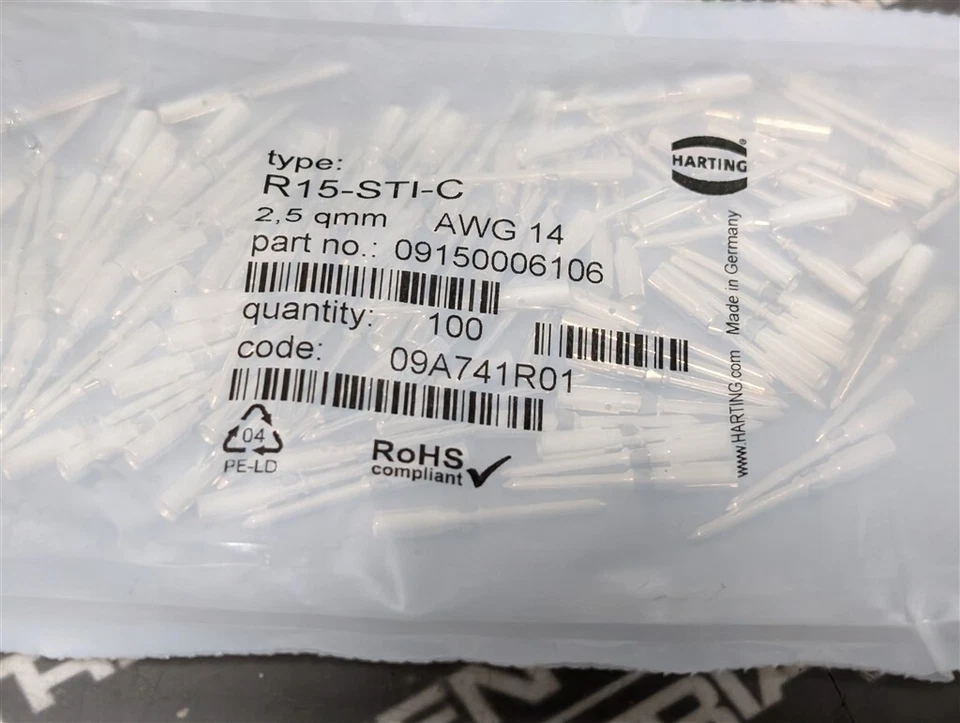 type:
R15-STI-C
2,5 qmm AWG 14
part no.: 09150006106
quantity: 100
code: 09A741R01
04
PE-LD
RoHS
compliant
HARTING®
www.HARTING.com Made in Germany